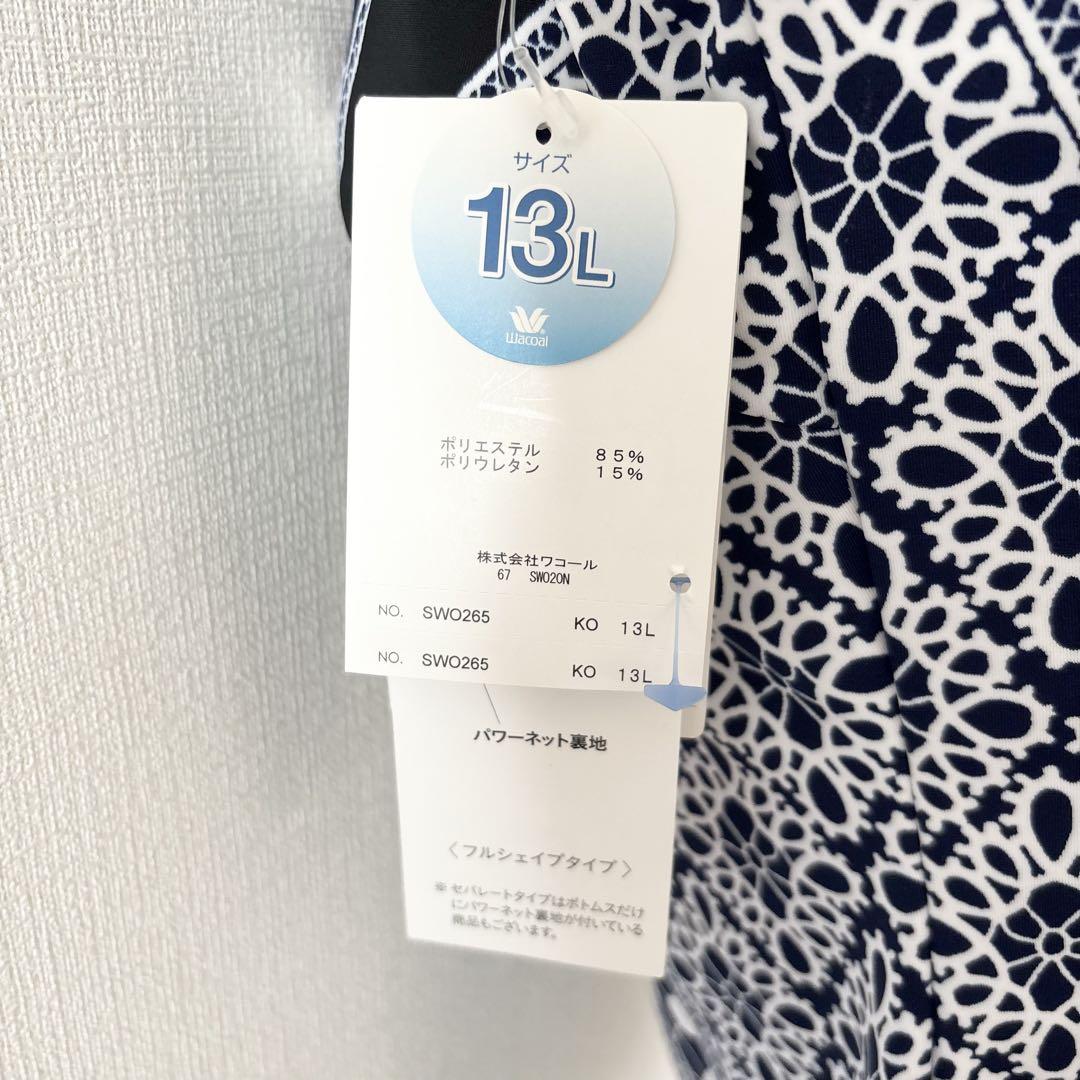 サイズ
13L
Wacoal
ポリエステル 85%
ポリウレタン 15%
株式会社ワコール
67 SWO20N
NO. SWO265 KO 13L
NO. SWO265 KO 13L
パワーネット裏地
〈フルシェイプタイプ〉
※セパレートタイプはボトムスだけ
にパワーネット裏地が付いている
商品もございます。